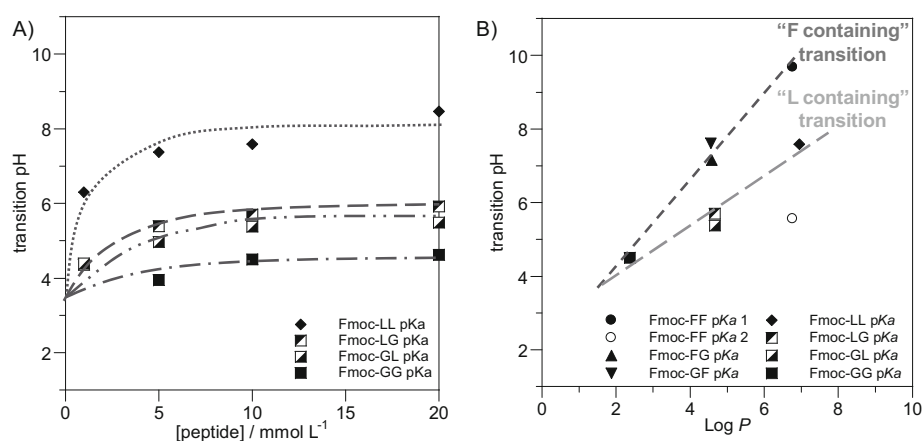 A)
10
8
6
4
2
transition pH
0
5
10
15
20
[peptide] / mmol L⁻¹
Fmoc-LL pKa
Fmoc-LG pKa
Fmoc-GL pKa
Fmoc-GG pKa
B)
10
8
6
4
2
transition pH
0
2
4
6
8
10
Log P
“F containing”
transition
“L containing”
transition
Fmoc-FF pKa 1
Fmoc-FF pKa 2
Fmoc-FG pKa
Fmoc-GF pKa
Fmoc-LL pKa
Fmoc-LG pKa
Fmoc-GL pKa
Fmoc-GG pKa